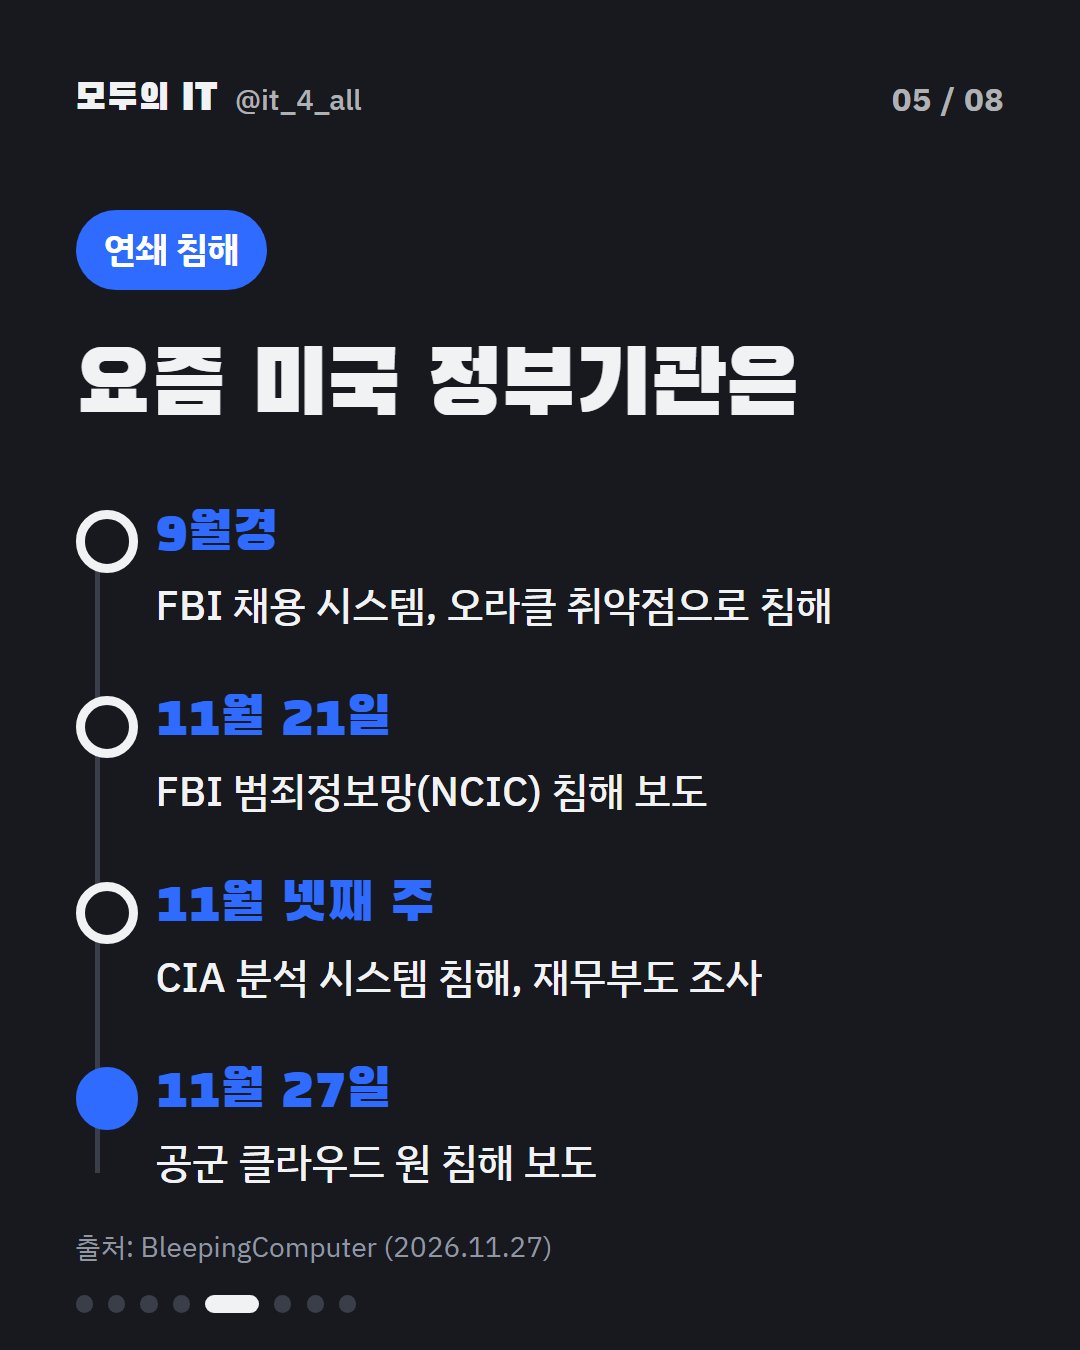 모두의 IT @it_4_all
05 / 08
연쇄 침해
요즘 미국 정부기관은
9월경
FBI 채용 시스템, 오라클 취약점으로 침해
11월 21일
FBI 범죄정보망(NCIC) 침해 보도
11월 넷째 주
CIA 분석 시스템 침해, 재무부도 조사
11월 27일
공군 클라우드 원 침해 보도
출처: BleepingComputer (2026.11.27)